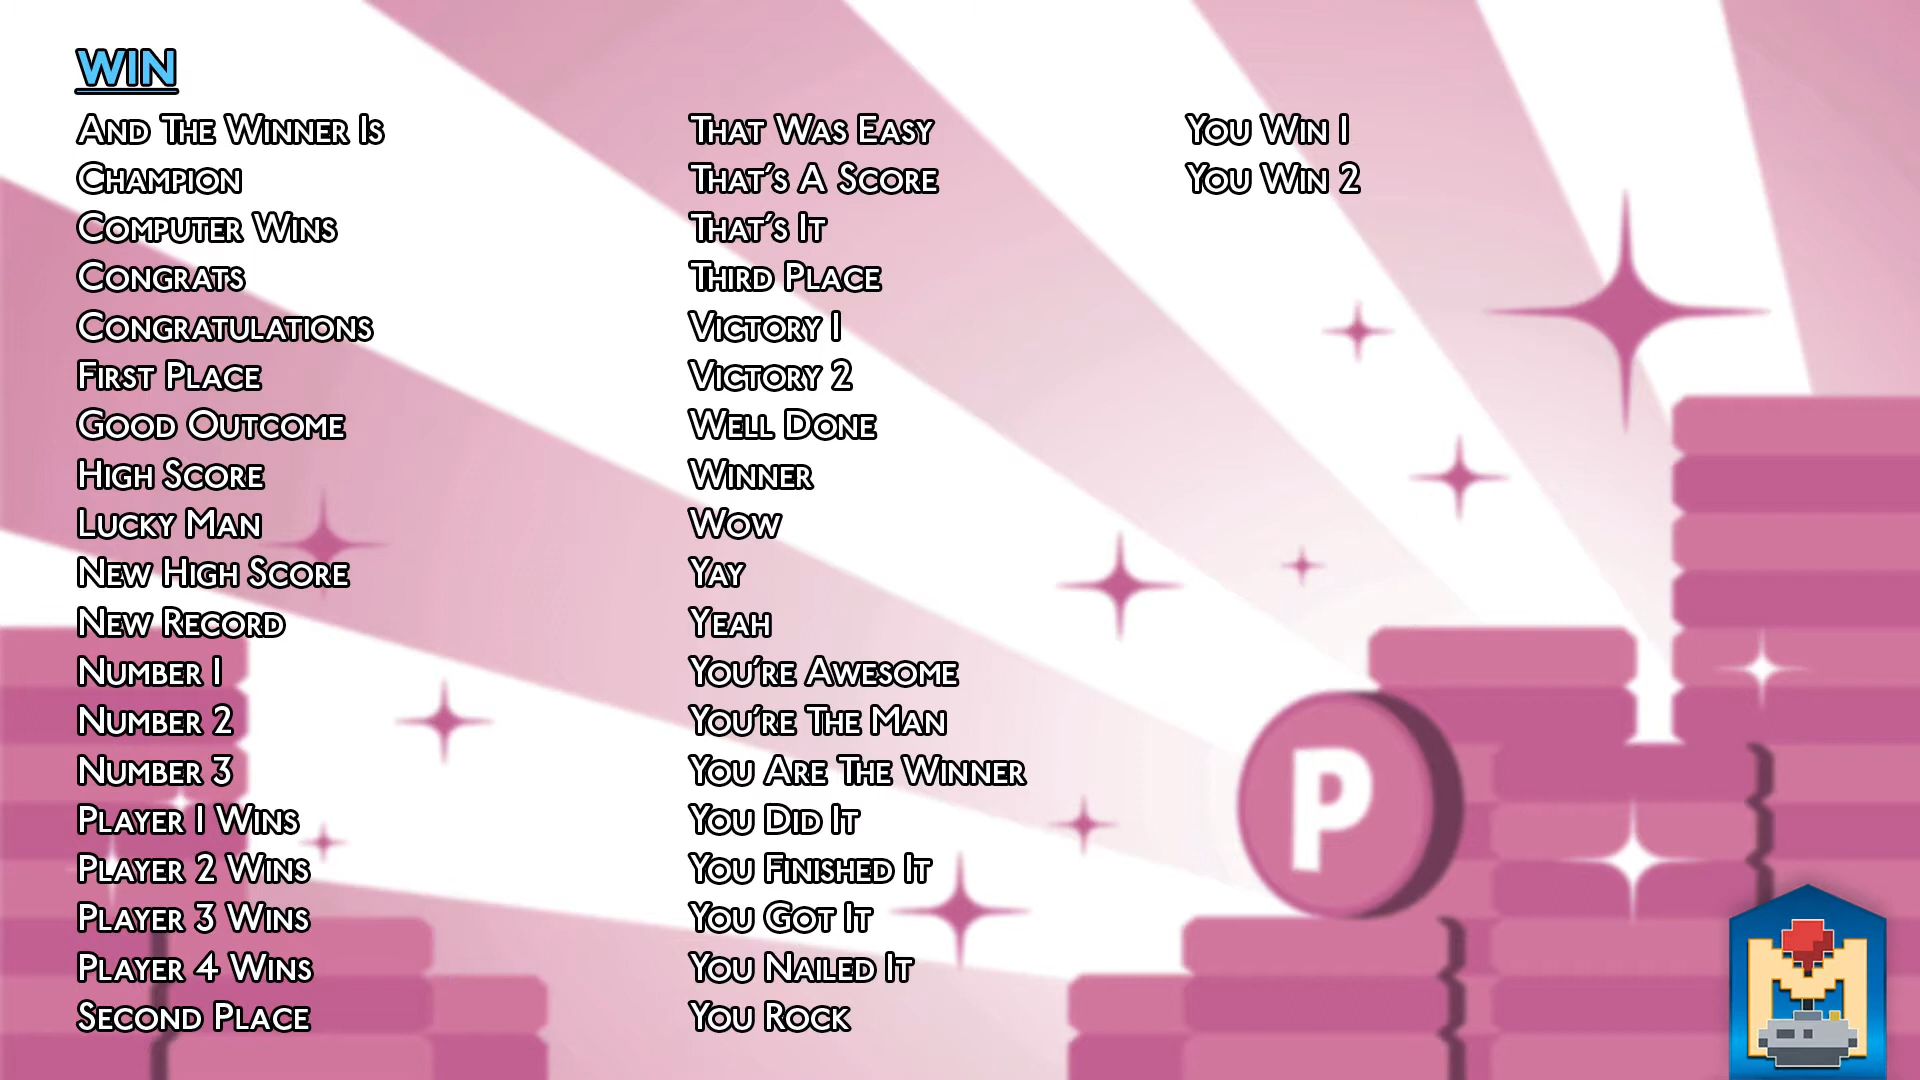 WIN
And The Winner Is
Champion
Computer Wins
Congrats
Congratulations
First Place
Good Outcome
High Score
Lucky Man
New High Score
New Record
Number 1
Number 2
Number 3
Player 1 Wins
Player 2 Wins
Player 3 Wins
Player 4 Wins
Second Place
That Was Easy
That's A Score
That's It
Third Place
Victory 1
Victory 2
Well Done
Winner
Wow
Yay
Yeah
You're Awesome
You're The Man
You Are The Winner
You Did It
You Finished It
You Got It
You Nailed It
You Rock
You Win 1
You Win 2
P
M